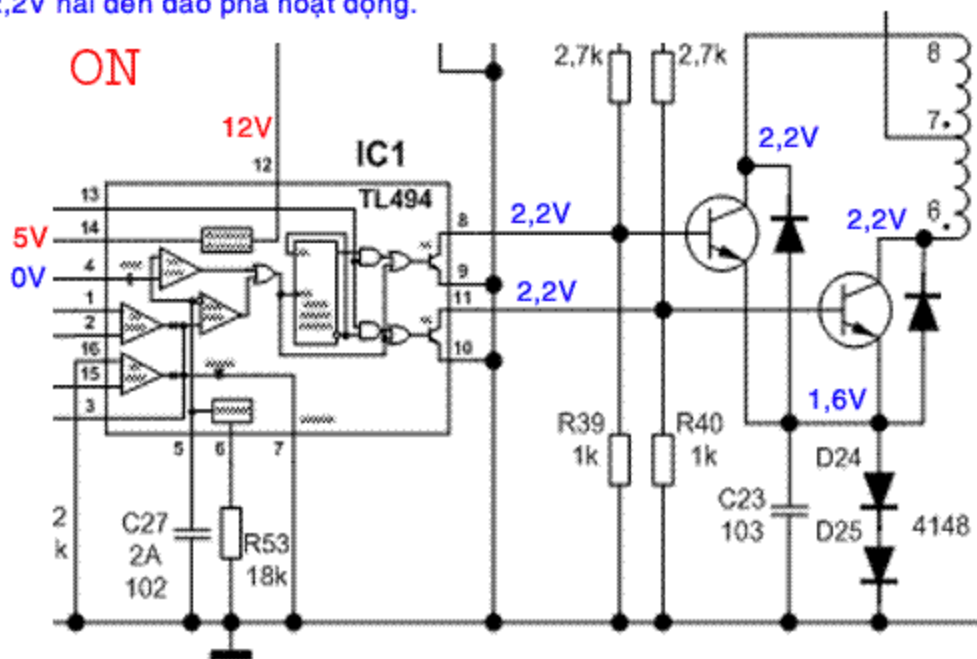 2,2V hai đèn đảo pha hoạt động.
ON
2,7k
2,7k
12V
12
IC1
TL494
13
14
5V
4
0V
1
2
16
15
3
5
6
7
8
9
11
10
2,2V
2,2V
2,2V
2,2V
8
7
6
1,6V
R39
1k
R40
1k
C23
103
D24
D25
4148
2
k
C27
2A
102
R53
18k